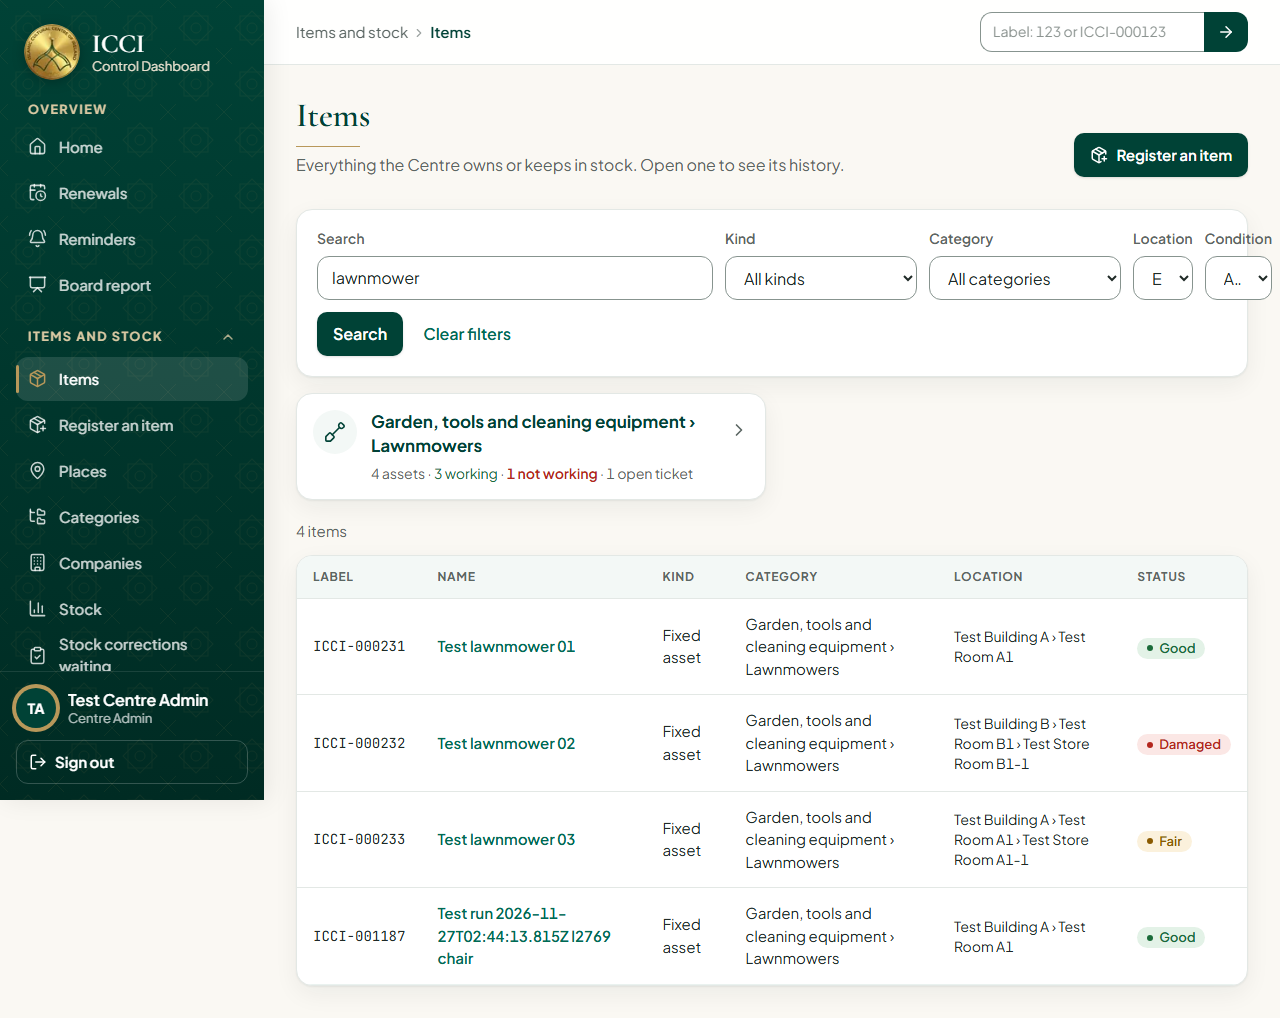 ICCI
Control Dashboard
OVERVIEW
Home
Renewals
Reminders
Board report
ITEMS AND STOCK
Items
Register an item
Places
Categories
Companies
Stock
Stock corrections
waiting
TA
Test Centre Admin
Centre Admin
Sign out
Items and stock › Items
Label: 123 or ICCI-000123
Items
Everything the Centre owns or keeps in stock. Open one to see its history.
Register an item
Search
Kind
Category
Location
Condition
lawnmower
All kinds
All categories
E
A..
Search
Clear filters
Garden, tools and cleaning equipment ›
Lawnmowers
4 assets · 3 working · 1 not working · 1 open ticket
4 items
LABEL NAME KIND CATEGORY LOCATION STATUS
ICCI-000231
Test lawnmower 01
Fixed
asset
Garden, tools and
cleaning equipment ›
Lawnmowers
Test Building A › Test
Room A1
Good
ICCI-000232
Test lawnmower 02
Fixed
asset
Garden, tools and
cleaning equipment ›
Lawnmowers
Test Building B › Test
Room B1 › Test Store
Room B1-1
Damaged
ICCI-000233
Test lawnmower 03
Fixed
asset
Garden, tools and
cleaning equipment ›
Lawnmowers
Test Building A › Test
Room A1 › Test Store
Room A1-1
Fair
ICCI-001187
Test run 2026-11-
27T02:44:13.815Z l2769
chair
Fixed
asset
Garden, tools and
cleaning equipment ›
Lawnmowers
Test Building A › Test
Room A1
Good